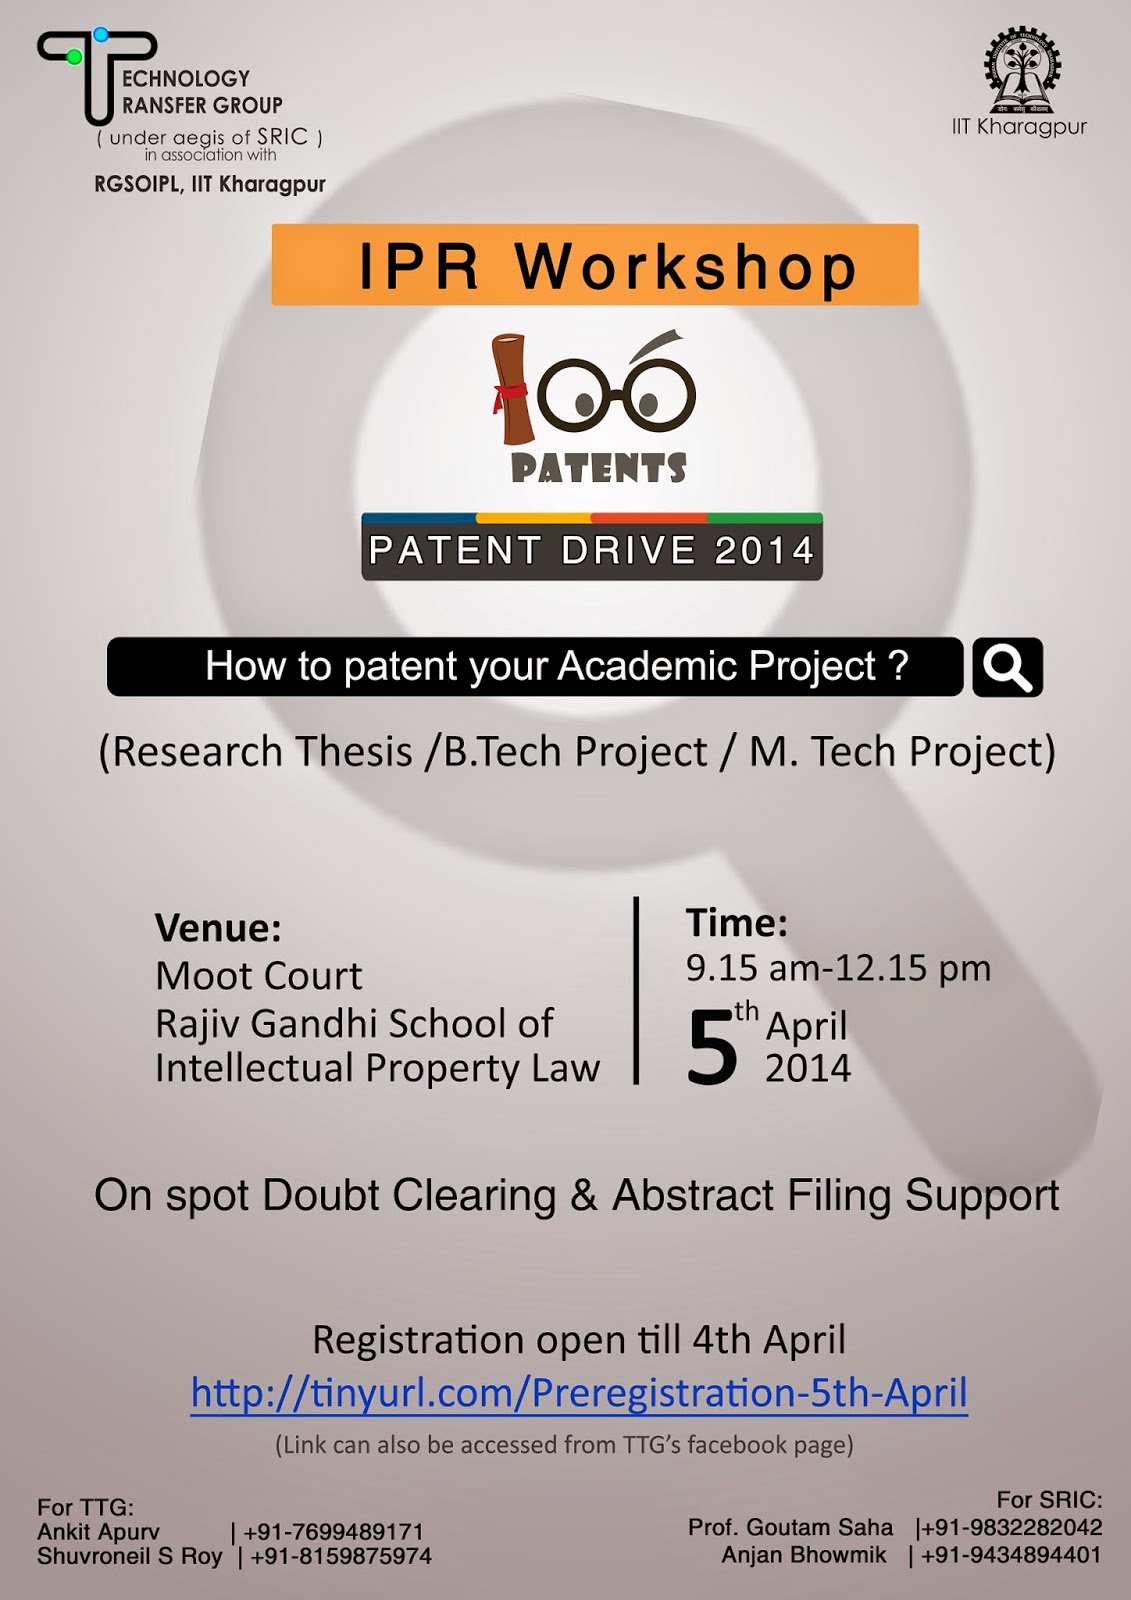 TECHNOLOGY
TRANSFER GROUP
( under aegis of SRIC )
in association with
RGSOIPL, IIT Kharagpur
IIT Kharagpur
IPR Workshop
100
PATENTS
PATENT DRIVE 2014
How to patent your Academic Project ?
(Research Thesis /B.Tech Project / M. Tech Project)
Venue:
Moot Court
Rajiv Gandhi School of
Intellectual Property Law
Time:
9.15 am-12.15 pm
5th April
2014
On spot Doubt Clearing & Abstract Filing Support
Registration open till 4th April
http://tinyurl.com/Preregistration-5th-April
(Link can also be accessed from TTG's facebook page)
For TTG:
Ankit Apurv | +91-7699489171
Shuvroneil S Roy | +91-8159875974
For SRIC:
Prof. Goutam Saha |+91-9832282042
Anjan Bhowmik | +91-9434894401